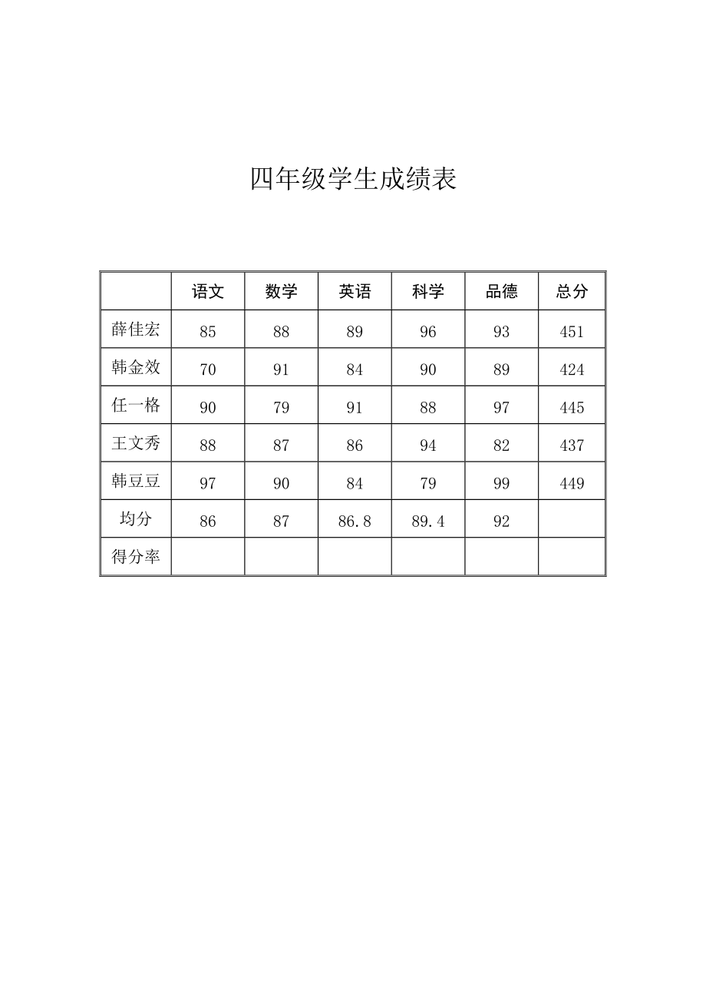 四年级学生成绩表
语文 数学 英语 科学 品德 总分
薛佳宏 85 88 89 96 93 451
韩金效 70 91 84 90 89 424
任一格 90 79 91 88 97 445
王文秀 88 87 86 94 82 437
韩豆豆 97 90 84 79 99 449
均分 86 87 86.8 89.4 92
得分率